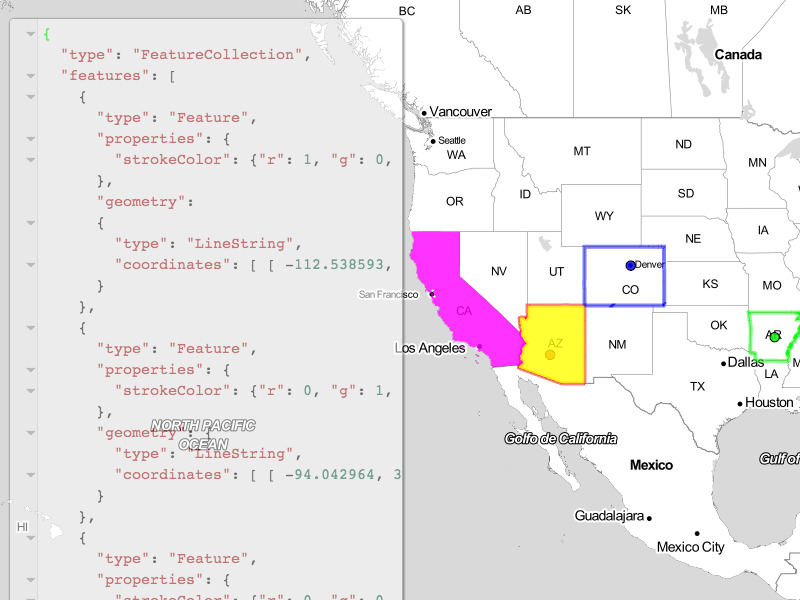 {
"type": "FeatureCollection",
"features": [
{
"type": "Feature",
"properties": {
"strokeColor": {"r": 1, "g": 0,
},
"geometry":
{
"type": "LineString",
"coordinates": [ [ -112.538593,
}
},
{
"type": "Feature",
"properties": {
"strokeColor": {"r": 0, "g": 1,
},
"geometry": {
"type": "LineString",
"coordinates": [ [ -94.042964, 3
}
},
{
"type": "Feature",
"properties": {
"strokeColor": {"r": 0, "g": 0
NORTH PACIFIC
OCEAN
HI
BC
AB
SK
MB
Canada
Vancouver
Seattle
WA
MT
ND
MN
OR
ID
SD
WY
IA
NE
NV
UT
Denver
CO
KS
MO
San Francisco
CA
OK
AR
Los Angeles
AZ
NM
Dallas
LA
M
TX
Houston
Golfo de California
Gulf of
Mexico
Guadalajara
Mexico City